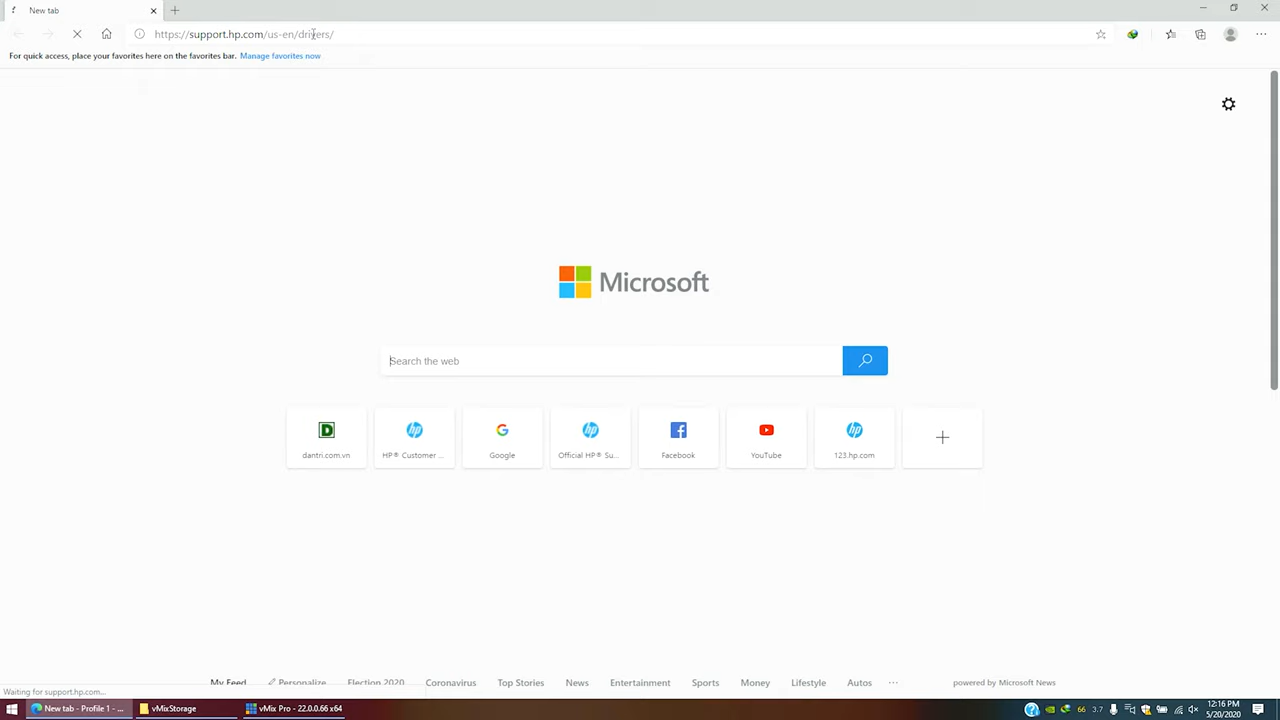 New tab
https://support.hp.com/us-en/drivers/
For quick access, place your favorites here on the favorites bar. Manage favorites now
Microsoft
Search the web
dantri.com.vn
HP® Customer ...
Google
Official HP® Su...
Facebook
YouTube
123.hp.com
My Feed Personalize Election 2020 Coronavirus Top Stories News Entertainment Sports Money Lifestyle Autos ... powered by Microsoft News
Waiting for support.hp.com...
New tab - Profile 1 - ...
vMixStorage
vMix Pro - 22.0.0.66 x64
66 3.7
12:16 PM
5/20/2020